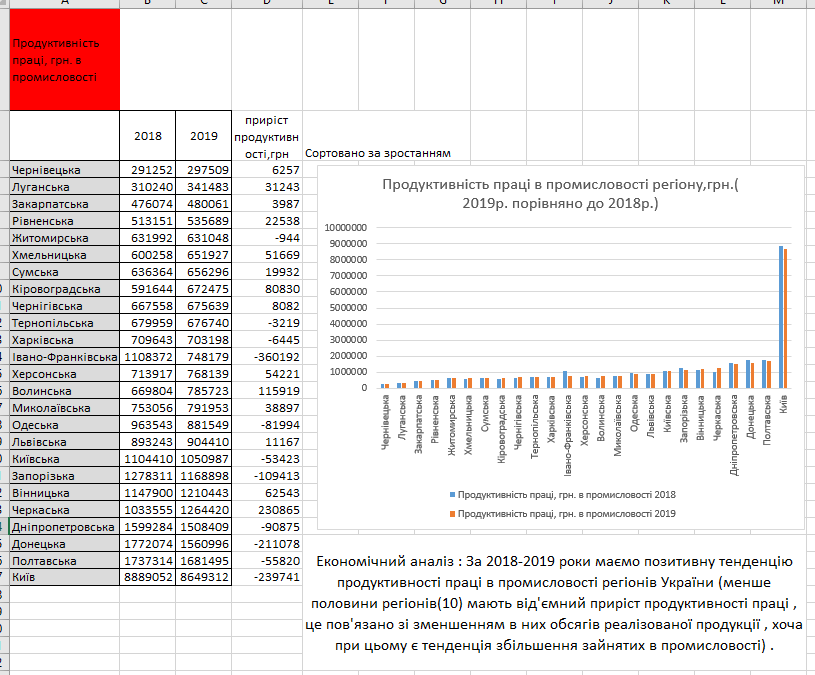 A B C D E F G H I J K L M
Продуктивність
праці, грн. в
промисловості
2018 2019 приріст
продуктивн
ості,грн
Сортовано за зростанням
Чернівецька 291252 297509 6257
Луганська 310240 341483 31243
Закарпатська 476074 480061 3987
Рівненська 513151 535689 22538
Житомирська 631992 631048 -944
Хмельницька 600258 651927 51669
Сумська 636364 656296 19932
Кіровоградська 591644 672475 80830
Чернігівська 667558 675639 8082
Тернопільська 679959 676740 -3219
Харківська 709643 703198 -6445
Івано-Франківська 1108372 748179 -360192
Херсонська 713917 768139 54221
Волинська 669804 785723 115919
Миколаївська 753056 791953 38897
Одеська 963543 881549 -81994
Львівська 893243 904410 11167
Київська 1104410 1050987 -53423
Запорізька 1278311 1168898 -109413
Вінницька 1147900 1210443 62543
Черкаська 1033555 1264420 230865
Дніпропетровська 1599284 1508409 -90875
Донецька 1772074 1560996 -211078
Полтавська 1737314 1681495 -55820
Київ 8889052 8649312 -239741
Продуктивність праці в промисловості регіону,грн.(
2019р. порівняно до 2018р.)
10000000
9000000
8000000
7000000
6000000
5000000
4000000
3000000
2000000
1000000
0
Чернівецька
Луганська
Закарпатська
Рівненська
Житомирська
Хмельницька
Сумська
Кіровоградська
Чернігівська
Тернопільська
Харківська
Івано-Франківська
Херсонська
Волинська
Миколаївська
Одеська
Львівська
Київська
Запорізька
Вінницька
Черкаська
Дніпропетровська
Донецька
Полтавська
Київ
Продуктивність праці, грн. в промисловості 2018
Продуктивність праці, грн. в промисловості 2019
Економічний аналіз : За 2018-2019 роки маємо позитивну тенденцію
продуктивності праці в промисловості регіонів України (менше
половини регіонів(10) мають від'ємний приріст продуктивності праці ,
це пов'язано зі зменшенням в них обсягів реалізованої продукції , хоча
при цьому є тенденція збільшення зайнятих в промисловості) .